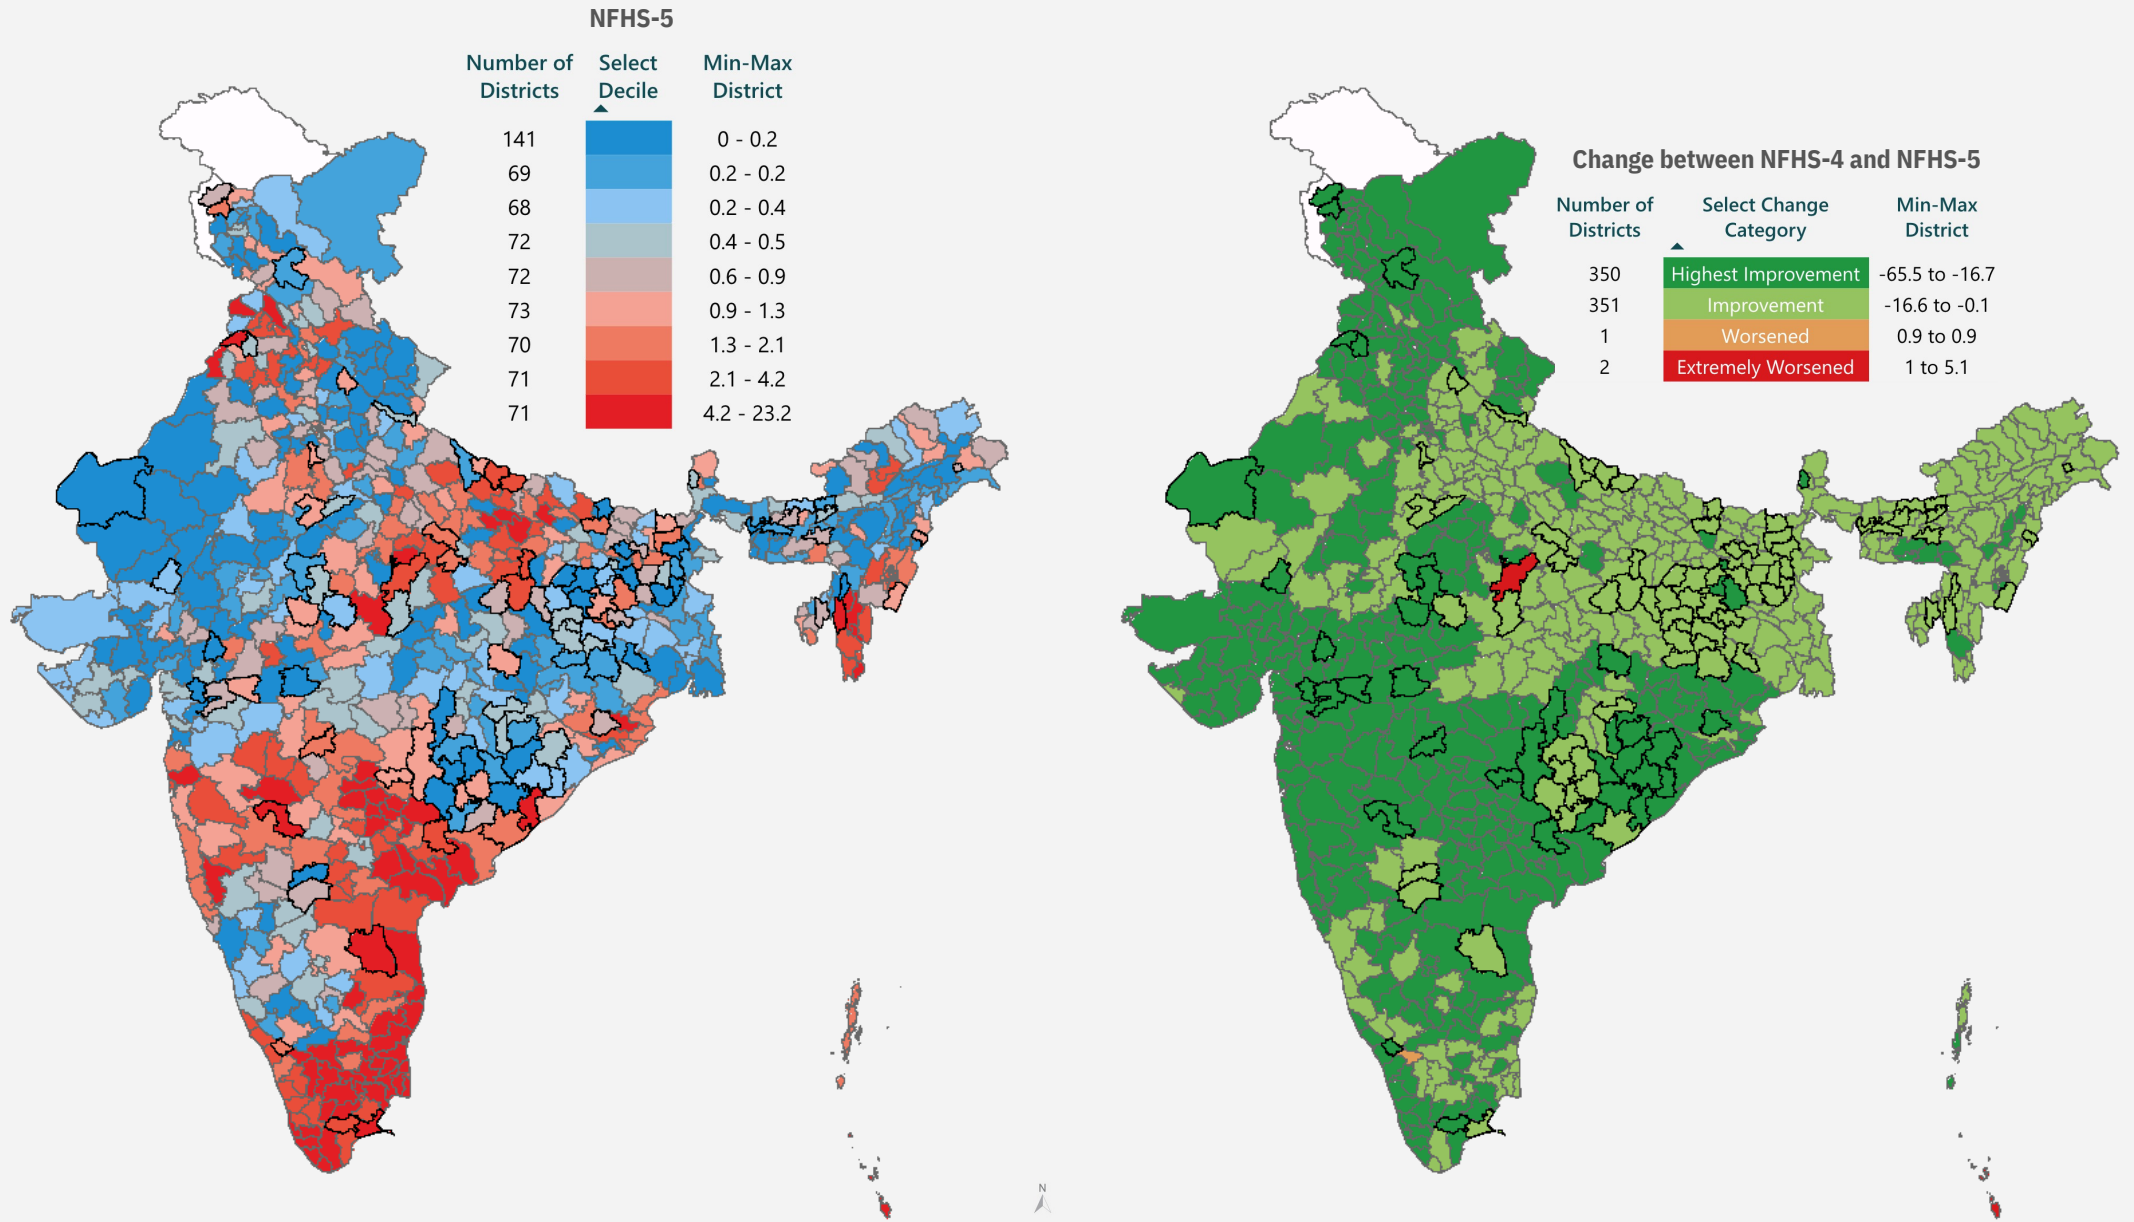 NFHS-5
Number of Districts Select Decile Min-Max District
141 0 - 0.2
69 0.2 - 0.2
68 0.2 - 0.4
72 0.4 - 0.5
72 0.6 - 0.9
73 0.9 - 1.3
70 1.3 - 2.1
71 2.1 - 4.2
71 4.2 - 23.2
N
Change between NFHS-4 and NFHS-5
Number of Districts Select Change Category Min-Max District
350 Highest Improvement -65.5 to -16.7
351 Improvement -16.6 to -0.1
1 Worsened 0.9 to 0.9
2 Extremely Worsened 1 to 5.1